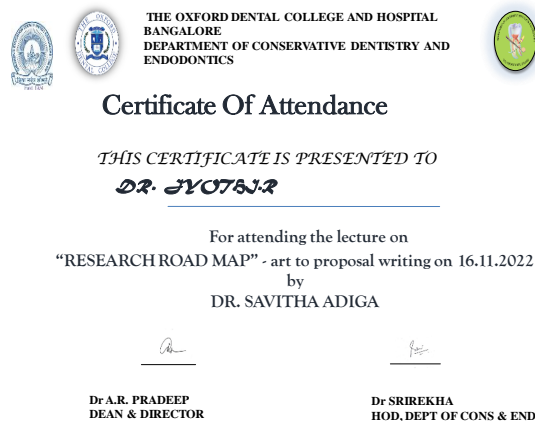 THE OXFORD DENTAL COLLEGE AND HOSPITAL
BANGALORE
DEPARTMENT OF CONSERVATIVE DENTISTRY AND
ENDODONTICS
Certificate Of Attendance
THIS CERTIFICATE IS PRESENTED TO
DR. JYOTHI.R
For attending the lecture on
“RESEARCH ROAD MAP” - art to proposal writing on 16.11.2022
by
DR. SAVITHA ADIGA
Dr A.R. PRADEEP
DEAN & DIRECTOR
Dr SRIREKHA
HOD, DEPT OF CONS & END